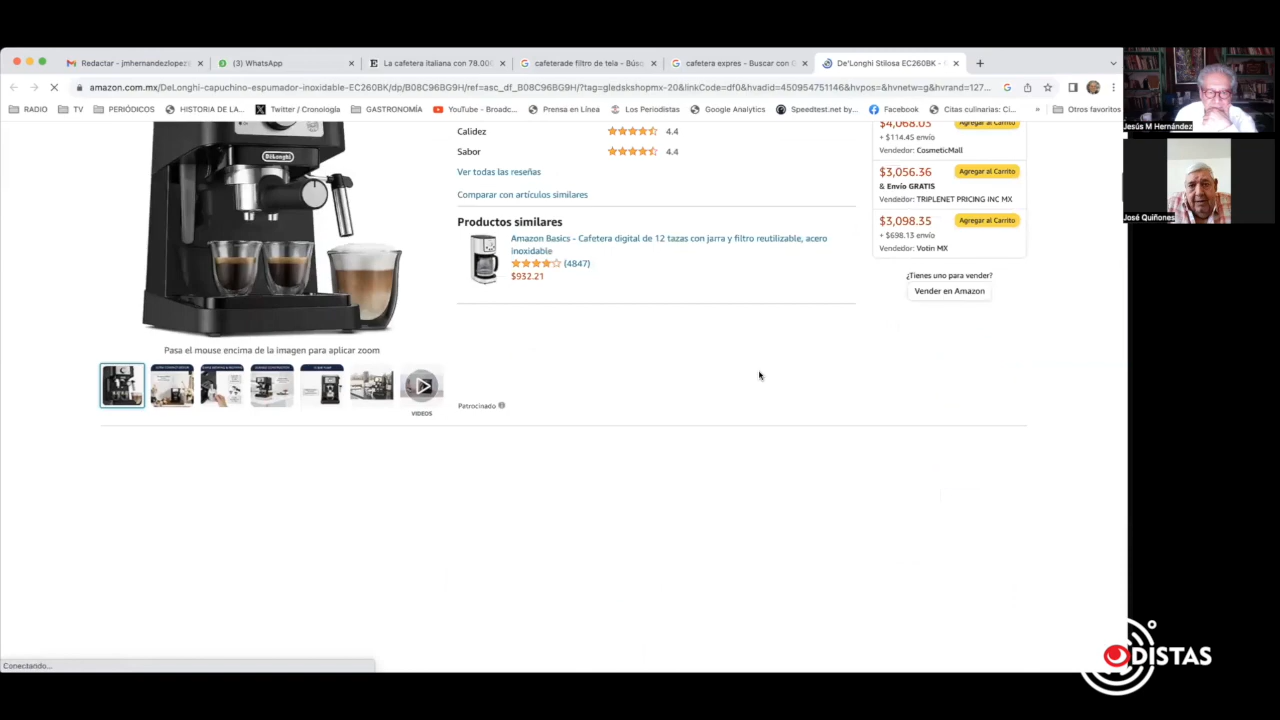 Redactar - jmhernandezlopez
(3) WhatsApp
La cafetera italiana con 78.000
cafeterade filtro de tela - Búsq
cafetera expres - Buscar con G
De'Longhi Stilosa EC260BK -
amazon.com.mx/DeLonghi-capuchino-espumador-inoxidable-EC260BK/dp/B08C96BG9H/ref=asc_df_B08C96BG9H/?tag=gledskshopmx-20&linkCode=df0&hvadid=450954751146&hvpos=&hvnetw=g&hvrand=127...
RADIO
TV
PERIÓDICOS
HISTORIA DE LA...
Twitter / Cronología
GASTRONOMÍA
YouTube - Broadc...
Prensa en Línea
Los Periodistas
Google Analytics
Speedtest.net by...
Facebook
Citas culinarias: Ci...
»
Otros favoritos
DeLonghi
Calidez 4.4
Sabor 4.4
Ver todas las reseñas
Comparar con artículos similares
Productos similares
Amazon Basics - Cafetera digital de 12 tazas con jarra y filtro reutilizable, acero
inoxidable
(4847)
$932.21
$4,068.03 Agregar al Carrito
+ $114.45 envío
Vendedor: CosmeticMall
$3,056.36 Agregar al Carrito
& Envío GRATIS
Vendedor: TRIPLENET PRICING INC MX
$3,098.35 Agregar al Carrito
+ $698.13 envío
Vendedor: Votin MX
¿Tienes uno para vender?
Vender en Amazon
Pasa el mouse encima de la imagen para aplicar zoom
VIDEOS
Patrocinado
Conectando...
Jesús M Hernández
José Quiñones
DISTAS